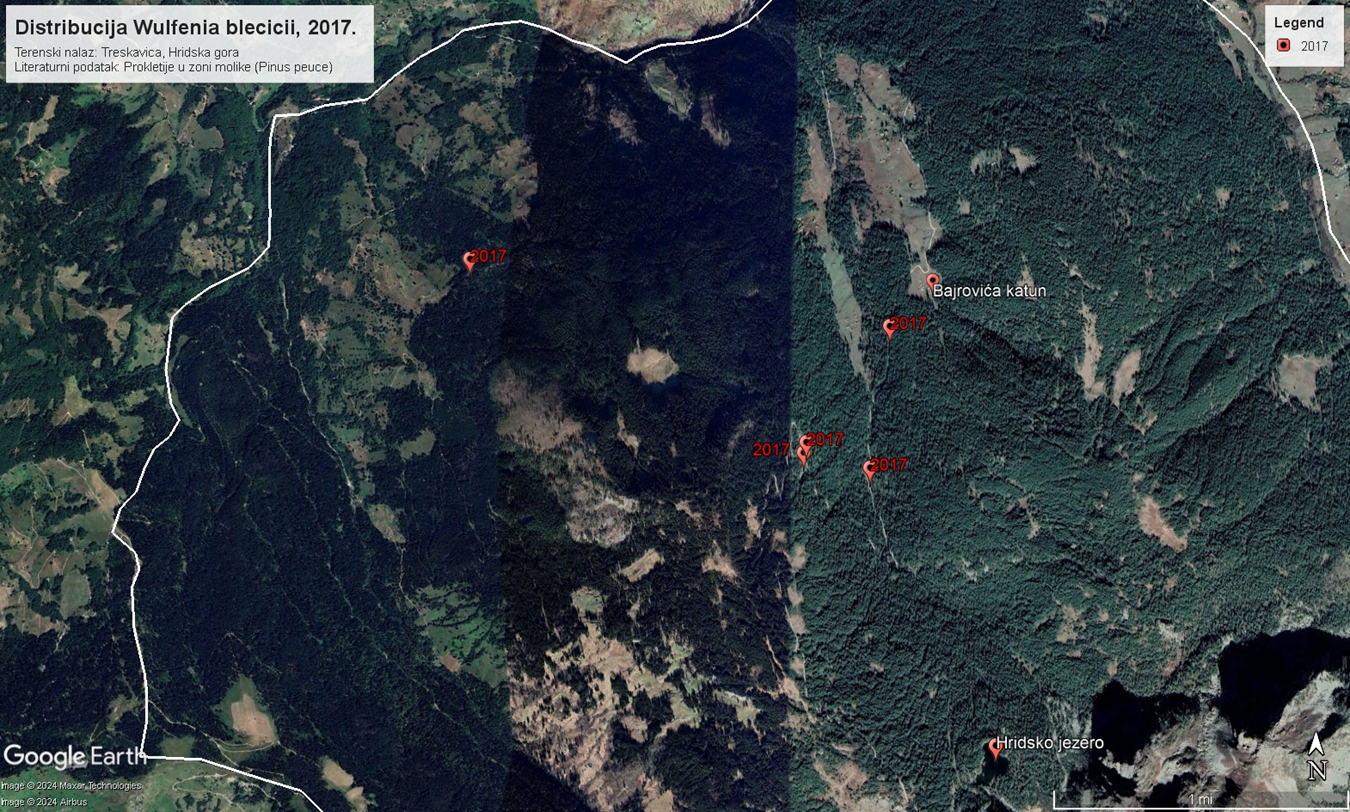 Distribucija Wulfenia blecicii, 2017.
Terenski nalaz: Treskavica, Hridska gora
Literaturni podatak: Prokletije u zoni molike (Pinus peuce)
Legend
2017
2017
Bajrovića katun
2017
2017
2017
2017
Hridsko jezero
Google Earth
Image © 2024 Maxar Technologies
Image © 2024 Airbus
N
1 mi